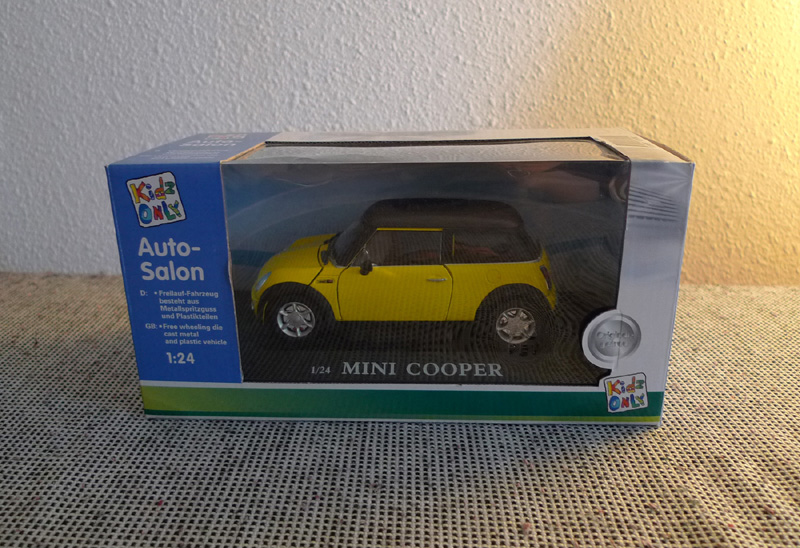 Kidz
ONLY
Auto-
Salon
D: • Freilauf-Fahrzeug
besteht aus
Metallspritzguss
und Plastikteilen
GB: • Free wheeling die
cast metal
and plastic vehicle
1:24
1/24 MINI COOPER
Kidz
ONLY